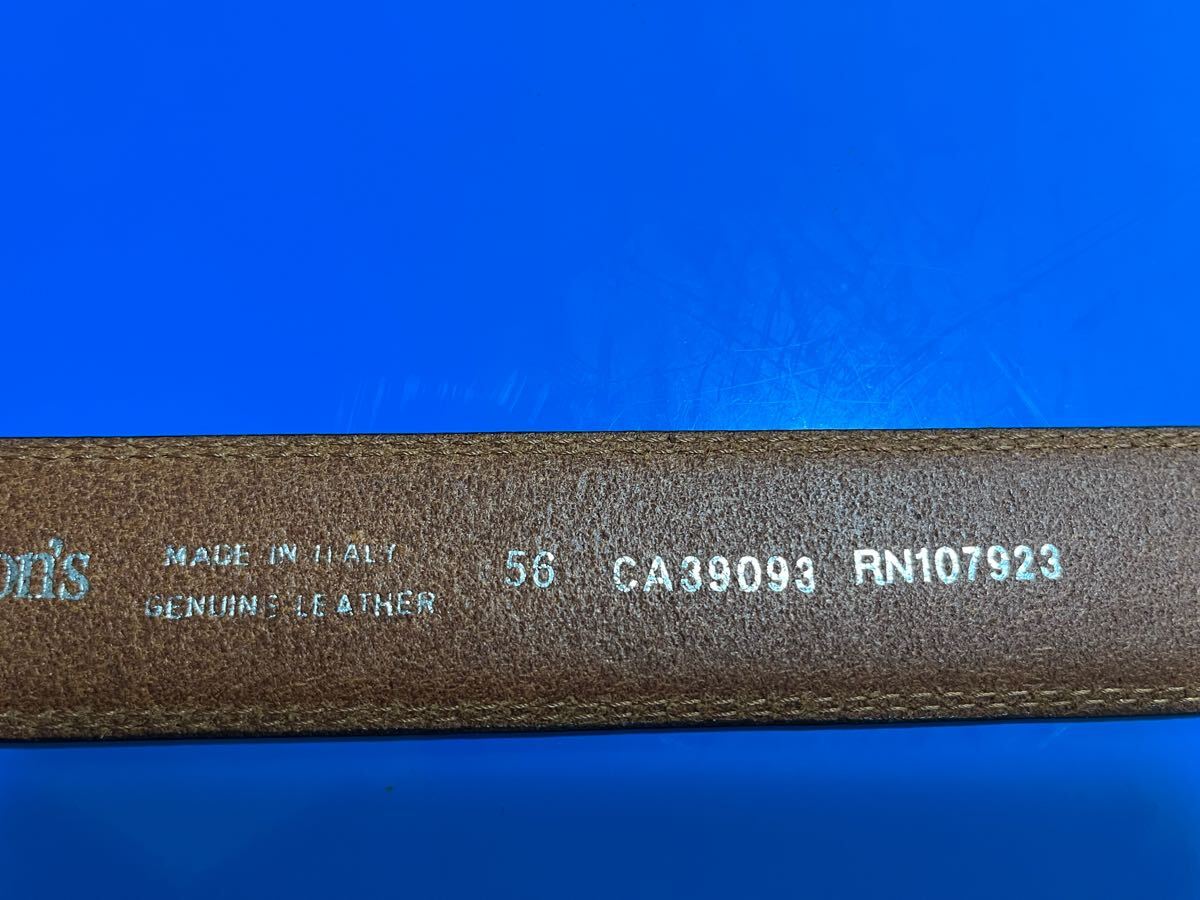 on's
MADE IN ITALY
GENUINE LEATHER
56
CA39093
RN107923